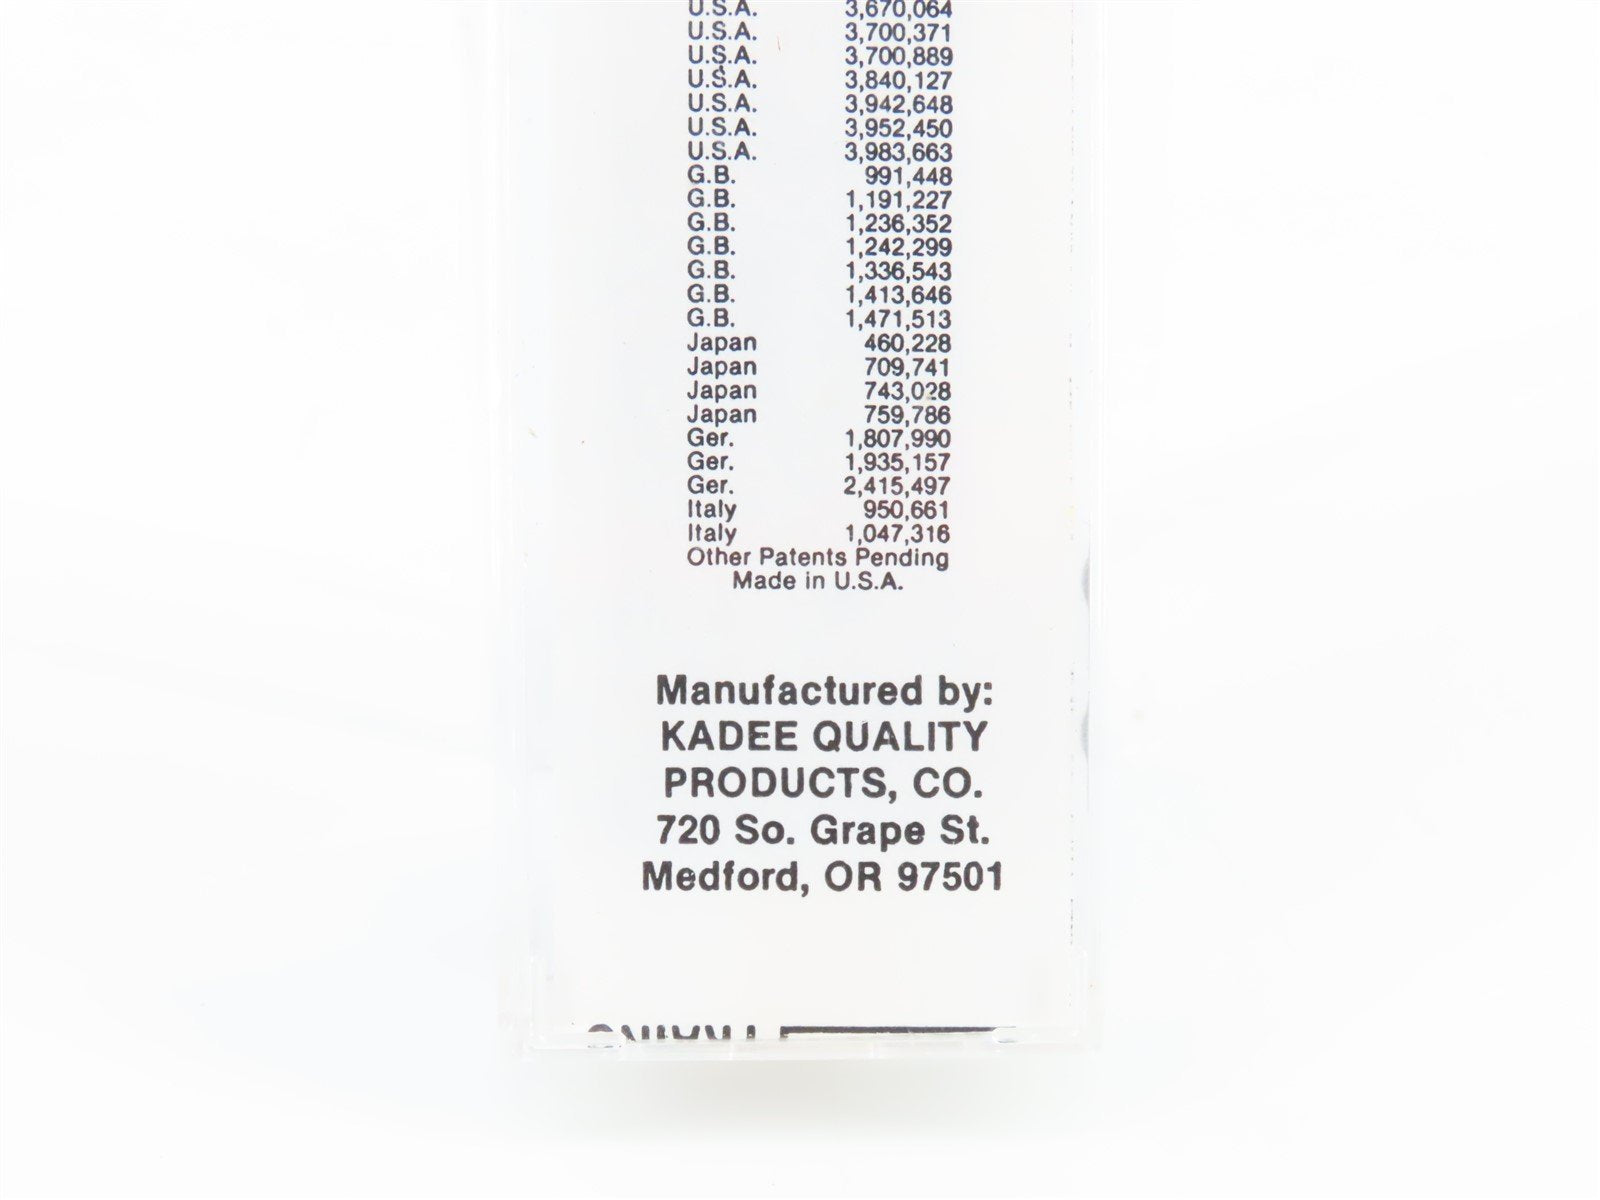 U.S.A. 3,670,064
U.S.A. 3,700,371
U.S.A. 3,700,889
U.S.A. 3,840,127
U.S.A. 3,942,648
U.S.A. 3,952,450
U.S.A. 3,983,663
G.B. 991,448
G.B. 1,191,227
G.B. 1,236,352
G.B. 1,242,299
G.B. 1,336,543
G.B. 1,413,646
G.B. 1,471,513
Japan 460,228
Japan 709,741
Japan 743,028
Japan 759,786
Ger. 1,807,990
Ger. 1,935,157
Ger. 2,415,497
Italy 950,661
Italy 1,047,316
Other Patents Pending
Made in U.S.A.
Manufactured by:
KADEE QUALITY
PRODUCTS, CO.
720 So. Grape St.
Medford, OR 97501